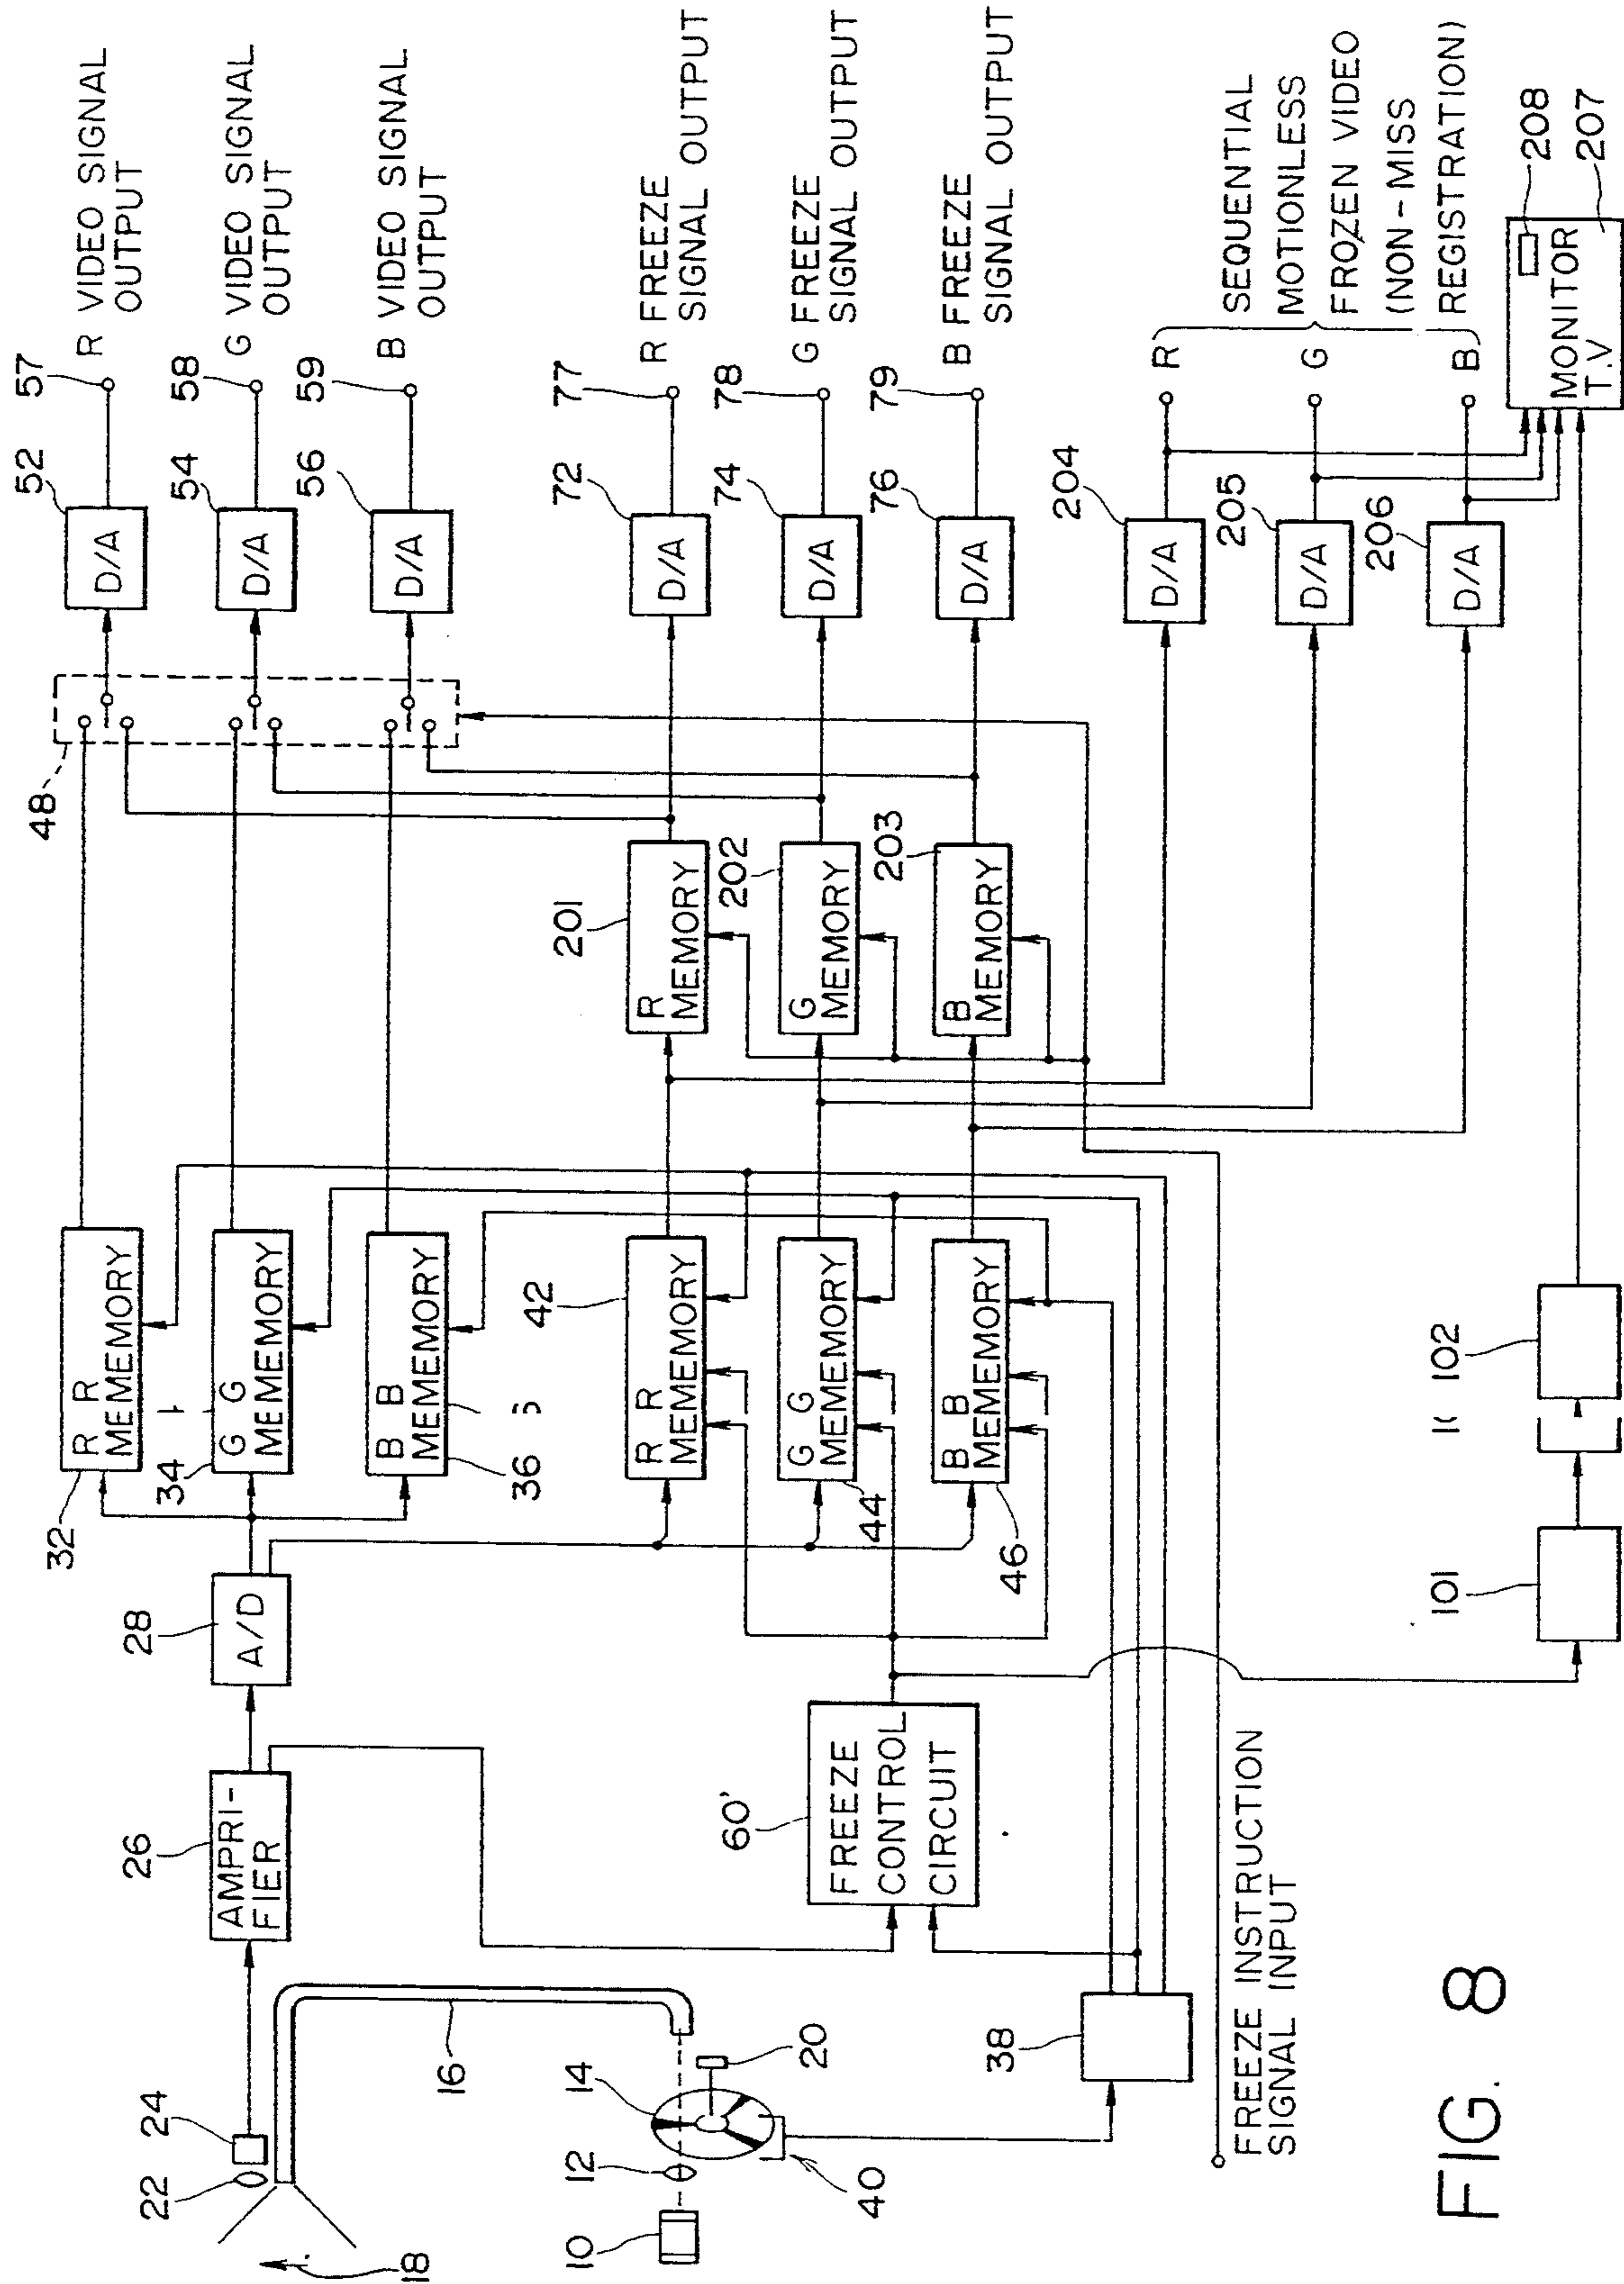 52
57
R VIDEO SIGNAL
OUTPUT
D/A
54
58
G VIDEO SIGNAL
OUTPUT
D/A
56
59
B VIDEO SIGNAL
OUTPUT
D/A
48
32
R R
MEMEMORY
34
G G
MEMEMORY
36
B B
MEMEMORY
28
A/D
26
AMPRI-
FIER
24
22
18
16
42
R R
MEMEMORY
44
G G
MEMEMORY
46
B B
MEMEMORY
201
R
MEMORY
202
G
MEMORY
203
B
MEMORY
72
D/A
77
R FREEZE
SIGNAL OUTPUT
74
D/A
78
G FREEZE
SIGNAL OUTPUT
76
D/A
79
B FREEZE
SIGNAL OUTPUT
10
12
14
20
40
60'
FREEZE
CONTROL
CIRCUIT
38
204
D/A
R
205
D/A
G
206
D/A
B
SEQUENTIAL
MOTIONLESS
FROZEN VIDEO
(NON-MISS
REGISTRATION)
FREEZE INSTRUCTION
SIGNAL INPUT
101
102
MONITOR
T.V
208
207
FIG. 8